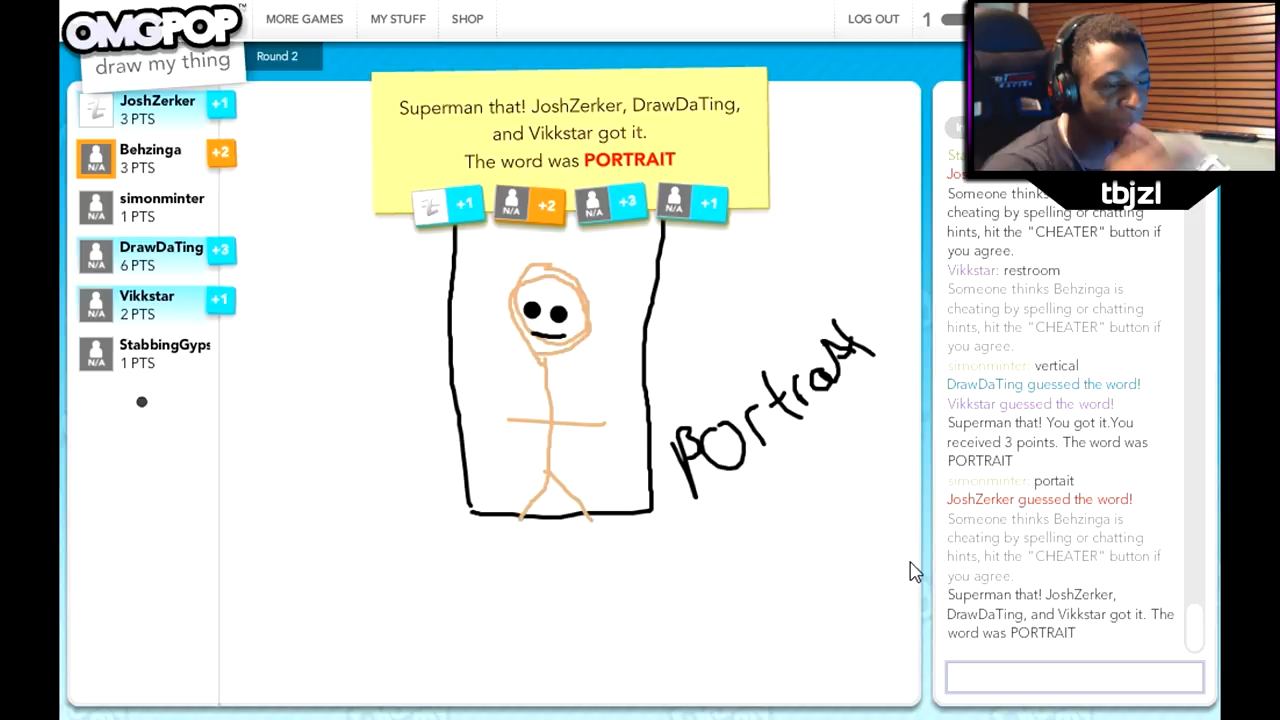 OMGPOP™
draw my thing
MORE GAMES
MY STUFF
SHOP
LOG OUT
1
Round 2
JoshZerker
3 PTS
+1
Behzinga
3 PTS
+2
simonminter
1 PTS
DrawDaTing
6 PTS
+3
Vikkstar
2 PTS
+1
StabbingGyps
1 PTS
N/A
N/A
N/A
N/A
N/A
Superman that! JoshZerker, DrawDaTing,
and Vikkstar got it.
The word was PORTRAIT
+1
N/A
+2
N/A
+3
N/A
+1
portrait
tbjzl
Someone thinks
cheating by spelling or chatting
hints, hit the "CHEATER" button if
you agree.
Vikkstar: restroom
Someone thinks Behzinga is
cheating by spelling or chatting
hints, hit the "CHEATER" button if
you agree.
simonminter: vertical
DrawDaTing guessed the word!
Vikkstar guessed the word!
Superman that! You got it.You
received 3 points. The word was
PORTRAIT
simonminter: portait
JoshZerker guessed the word!
Someone thinks Behzinga is
cheating by spelling or chatting
hints, hit the "CHEATER" button if
you agree.
Superman that! JoshZerker,
DrawDaTing, and Vikkstar got it. The
word was PORTRAIT